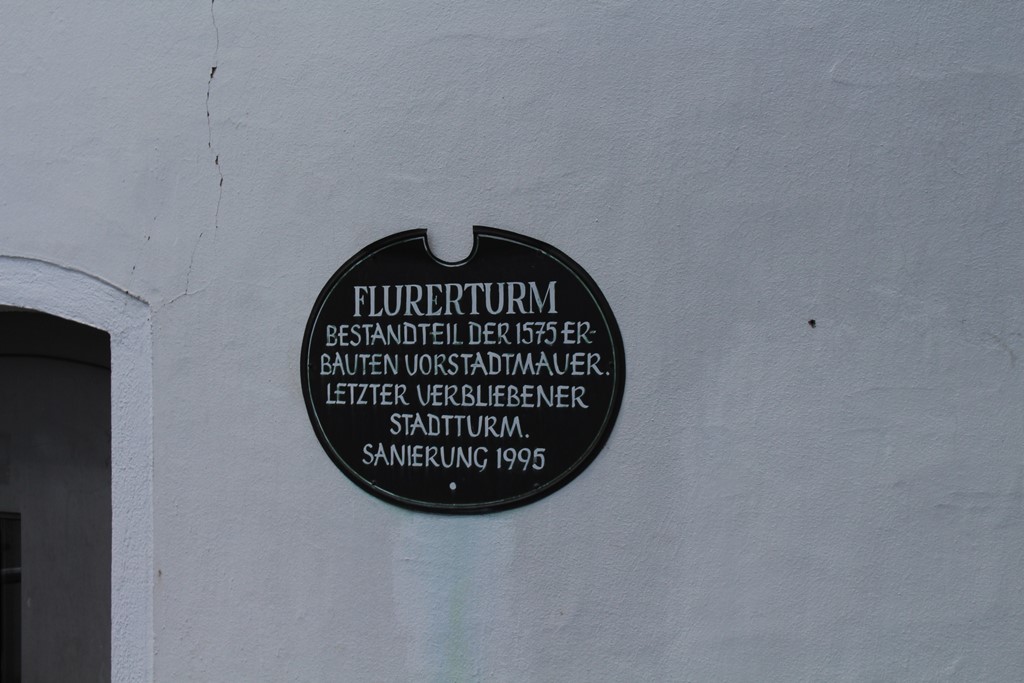 FLURERTURM
BESTANDTEIL DER 1575 ER-
BAUTEN VORSTADTMAUER.
LETZTER VERBLIEBENER
STADTTURM.
SANIERUNG 1995